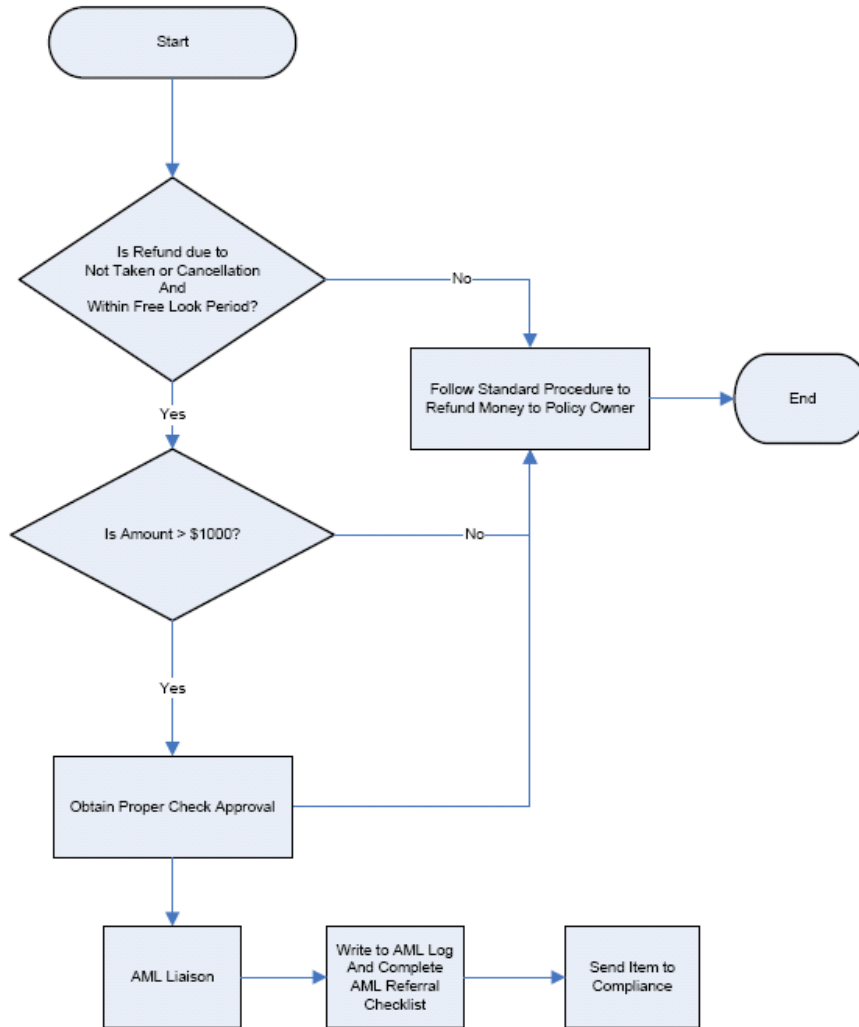 Start
Is Refund due to
Not Taken or Cancellation
And
Within Free Look Period?
No
Follow Standard Procedure to
Refund Money to Policy Owner
End
Yes
Is Amount > $1000?
No
Yes
Obtain Proper Check Approval
AML Liaison
Write to AML Log
And Complete
AML Referral
Checklist
Send Item to
Compliance